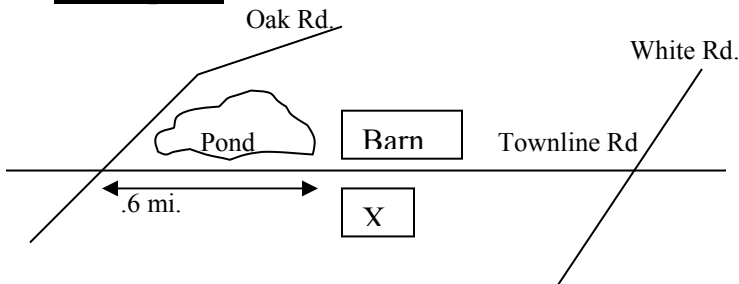 Oak Rd.
White Rd.
Pond
Barn
Townline Rd
.6 mi.
X